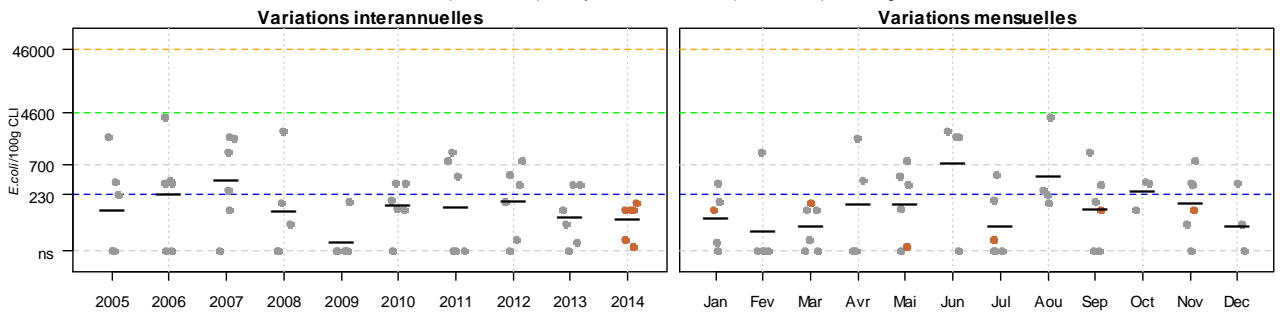 Variations interannuelles
Variations mensuelles
E.coli/100g CLI
46000
4600
700
230
ns
2005 2006 2007 2008 2009 2010 2011 2012 2013 2014
Jan Fev Mar Avr Mai Jun Jul Aou Sep Oct Nov Dec